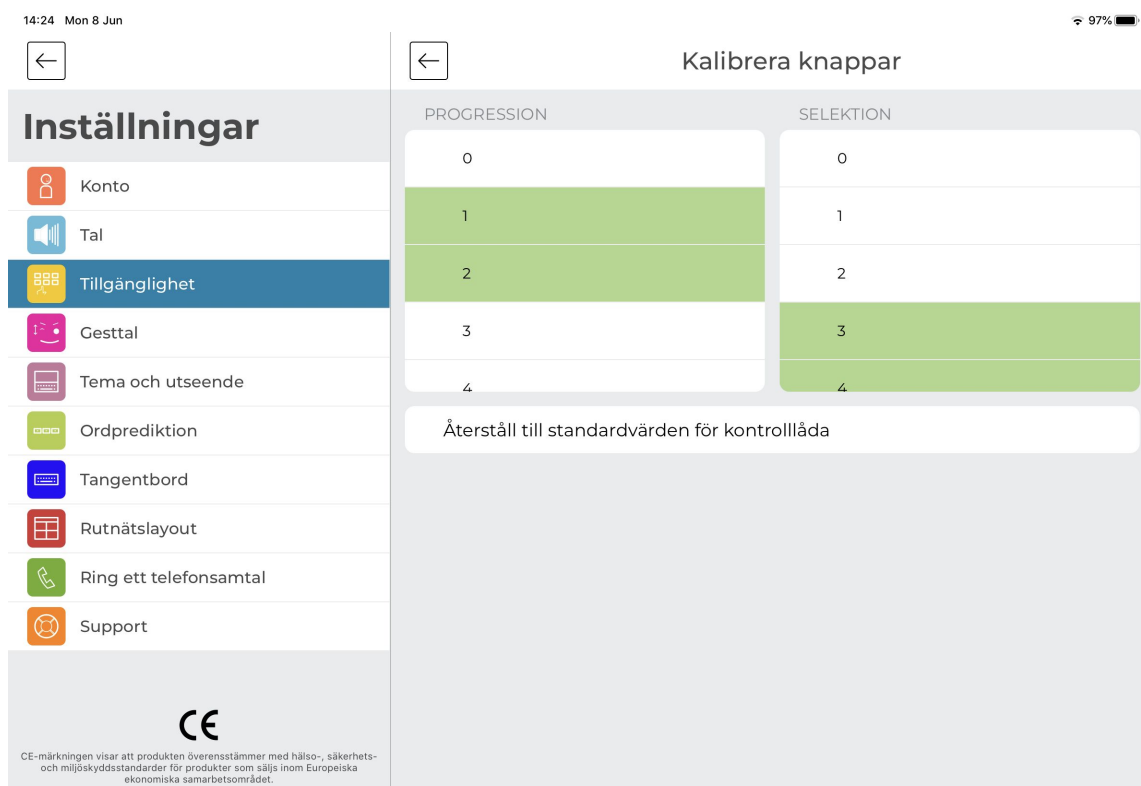 14:24 Mon 8 Jun
97%
Kalibrera knappar
Inställningar
Konto
Tal
Tillgänglighet
Gesttal
Tema och utseende
Ordprediktion
Tangentbord
Rutnätslayout
Ring ett telefonsamtal
Support
CE
CE-märkningen visar att produkten överensstämmer med hälso-, säkerhets-
och miljöskyddsstandarder för produkter som säljs inom Europeiska
ekonomiska samarbetsområdet.
PROGRESSION
0
1
2
3
4
SELEKTION
0
1
2
3
4
Återställ till standardvärden för kontrolllåda